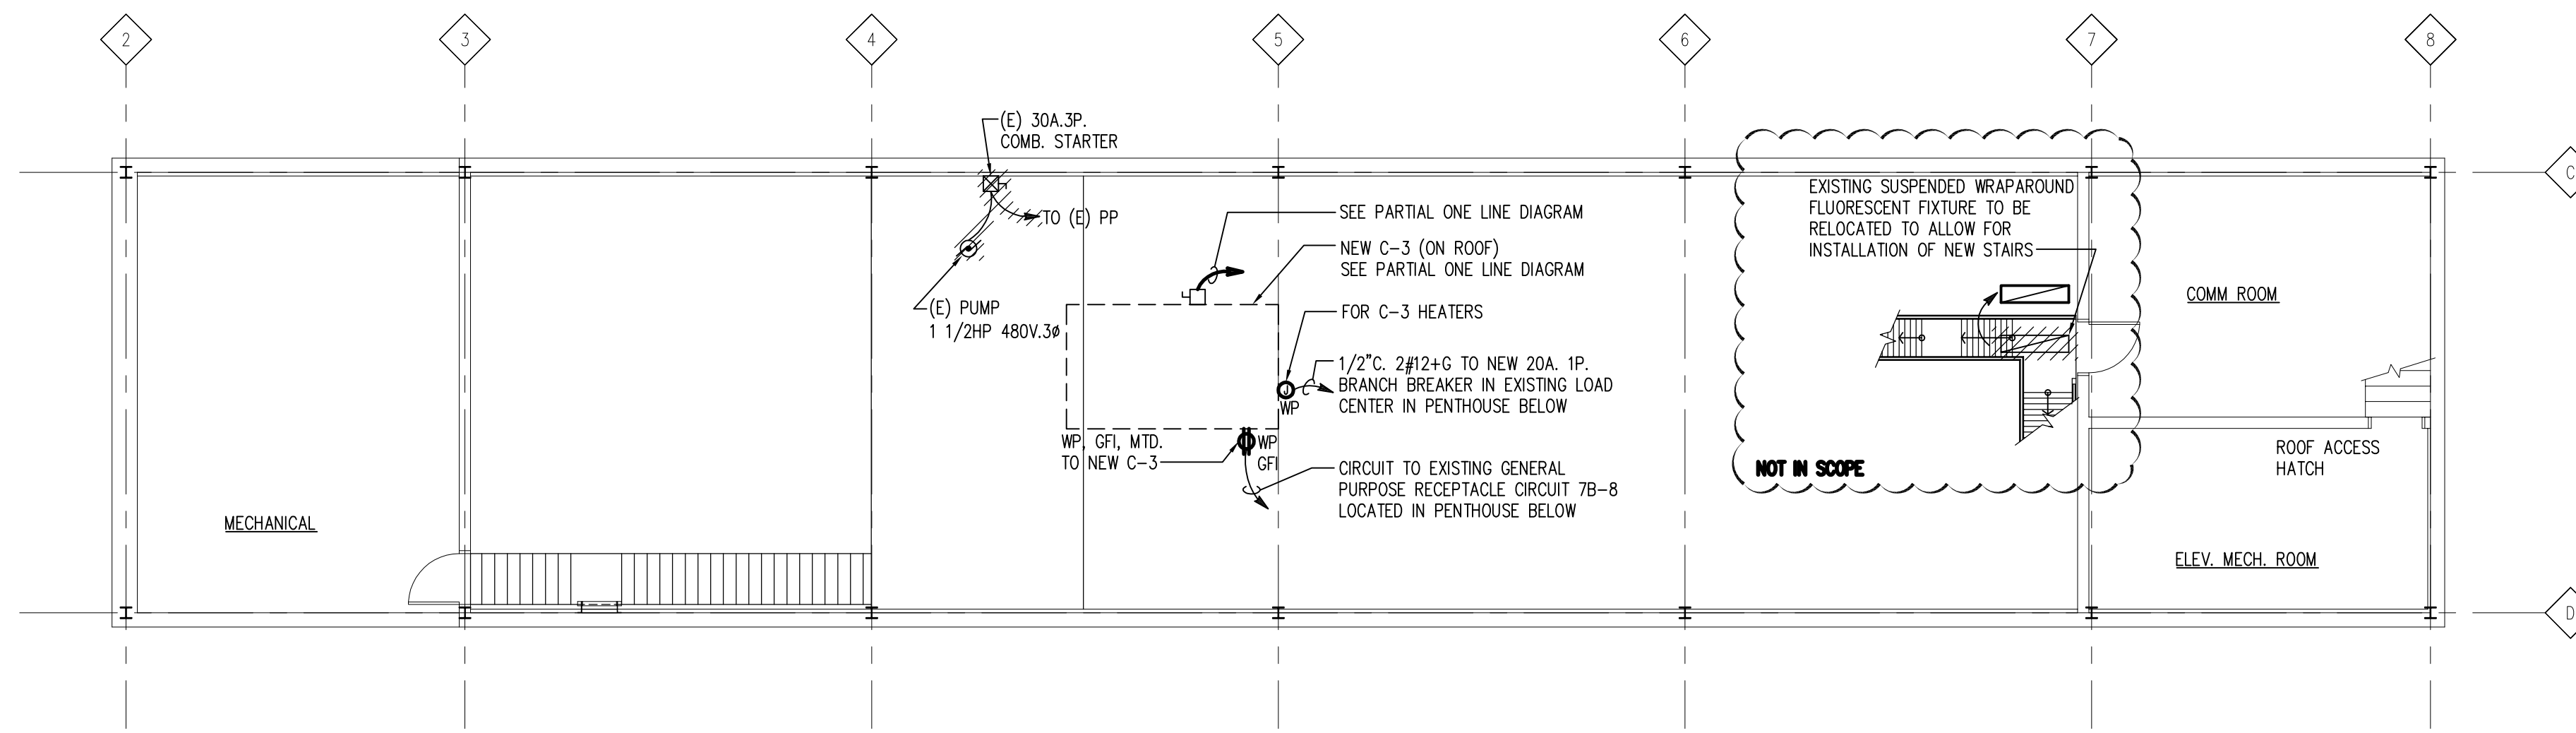 2
3
4
5
6
7
8
C
D
(E) 30A.3P.
COMB. STARTER
TO (E) PP
(E) PUMP
1 1/2HP 480V.3ø
SEE PARTIAL ONE LINE DIAGRAM
NEW C-3 (ON ROOF)
SEE PARTIAL ONE LINE DIAGRAM
FOR C-3 HEATERS
J
WP
1/2"C. 2#12+G TO NEW 20A. 1P.
BRANCH BREAKER IN EXISTING LOAD
CENTER IN PENTHOUSE BELOW
WP, GFI, MTD.
TO NEW C-3
WP
GFI
CIRCUIT TO EXISTING GENERAL
PURPOSE RECEPTACLE CIRCUIT 7B-8
LOCATED IN PENTHOUSE BELOW
EXISTING SUSPENDED WRAPAROUND
FLUORESCENT FIXTURE TO BE
RELOCATED TO ALLOW FOR
INSTALLATION OF NEW STAIRS
NOT IN SCOPE
COMM ROOM
ROOF ACCESS
HATCH
MECHANICAL
ELEV. MECH. ROOM